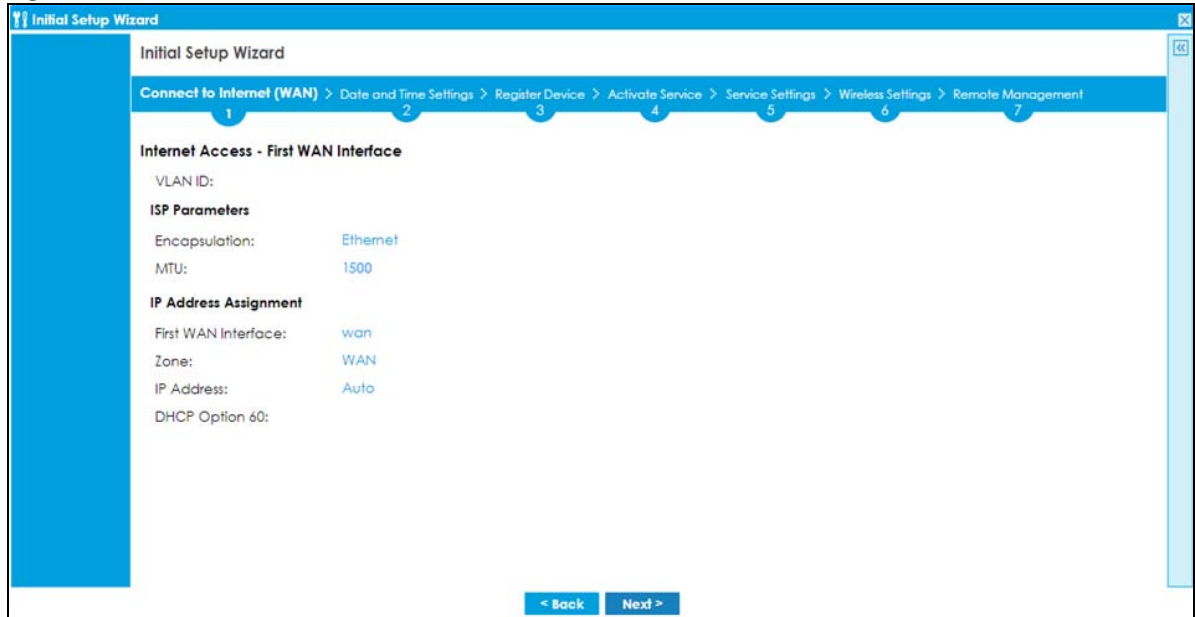 Initial Setup Wizard
Initial Setup Wizard
Connect to Internet (WAN) > Date and Time Settings > Register Device > Activate Service > Service Settings > Wireless Settings > Remote Management
1 2 3 4 5 6 7
Internet Access - First WAN Interface
VLAN ID:
ISP Parameters
Encapsulation: Ethernet
MTU: 1500
IP Address Assignment
First WAN Interface: wan
Zone: WAN
IP Address: Auto
DHCP Option 60:
< Back Next >